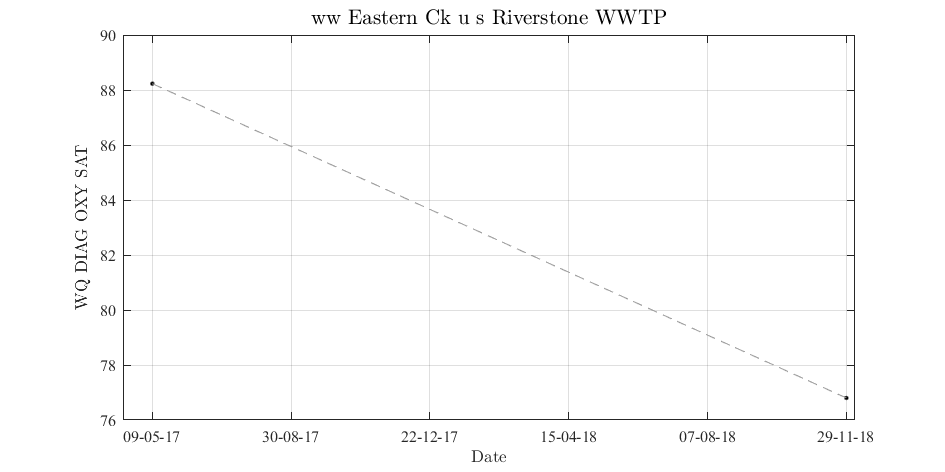 ww Eastern Ck u s Riverstone WWTP
90
88
86
84
82
80
78
76
WQ DIAG OXY SAT
09-05-17 30-08-17 22-12-17 15-04-18 07-08-18 29-11-18
Date